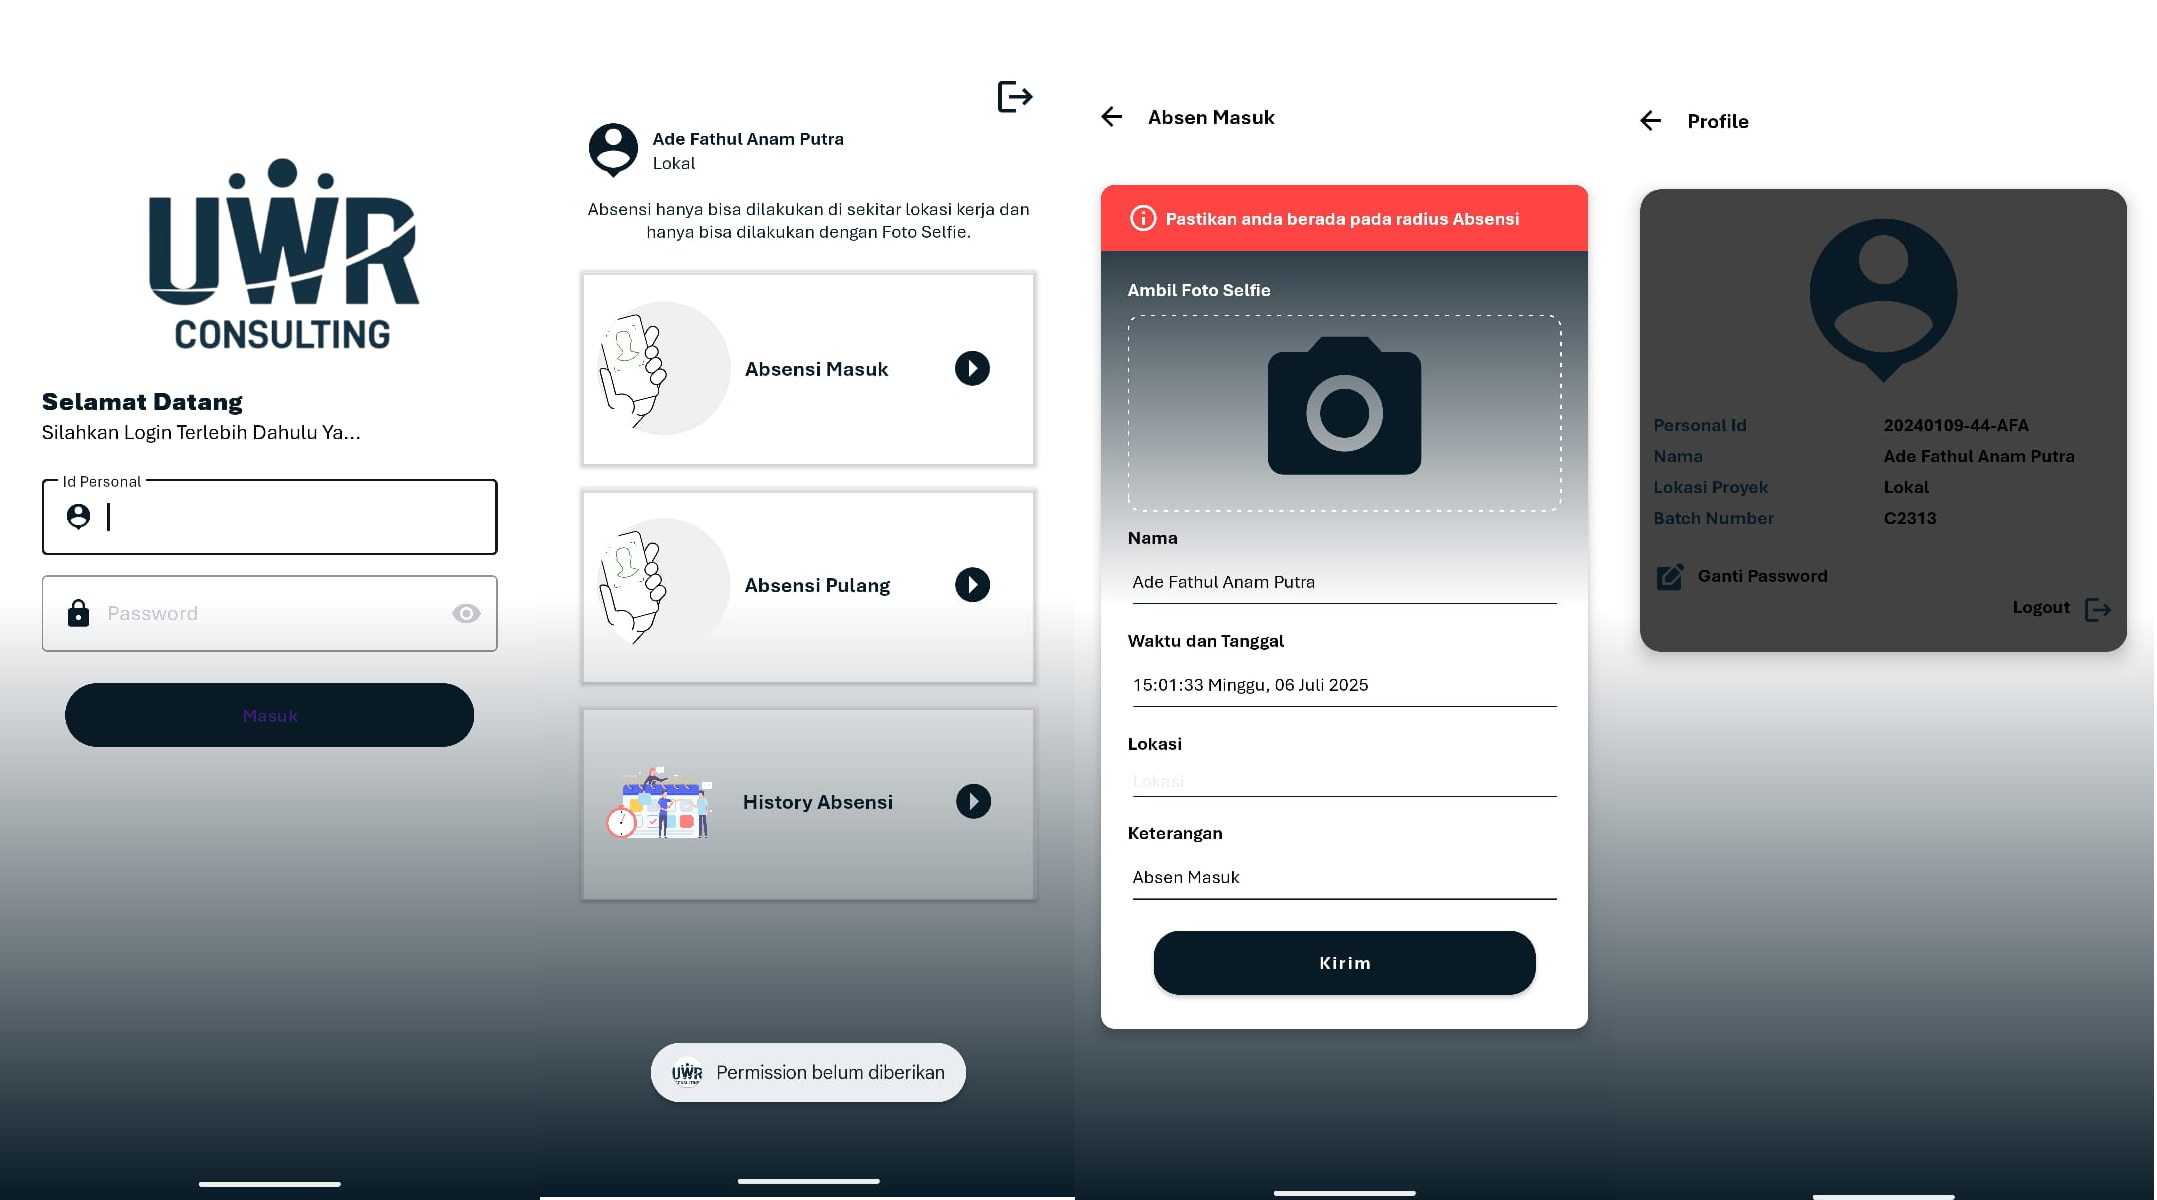 UWR
CONSULTING
Selamat Datang
Silahkan Login Terlebih Dahulu Ya...
Id Personal
Password
Masuk
Ade Fathul Anam Putra
Lokal
Absensi hanya bisa dilakukan di sekitar lokasi kerja dan
hanya bisa dilakukan dengan Foto Selfie.
Absensi Masuk
Absensi Pulang
History Absensi
UWR
Permission belum diberikan
Absen Masuk
Pastikan anda berada pada radius Absensi
Ambil Foto Selfie
Nama
Ade Fathul Anam Putra
Waktu dan Tanggal
15:01:33 Minggu, 06 Juli 2025
Lokasi
Lokasi
Keterangan
Absen Masuk
Kirim
Profile
Personal Id 20240109-44-AFA
Nama Ade Fathul Anam Putra
Lokasi Proyek Lokal
Batch Number C2313
Ganti Password
Logout